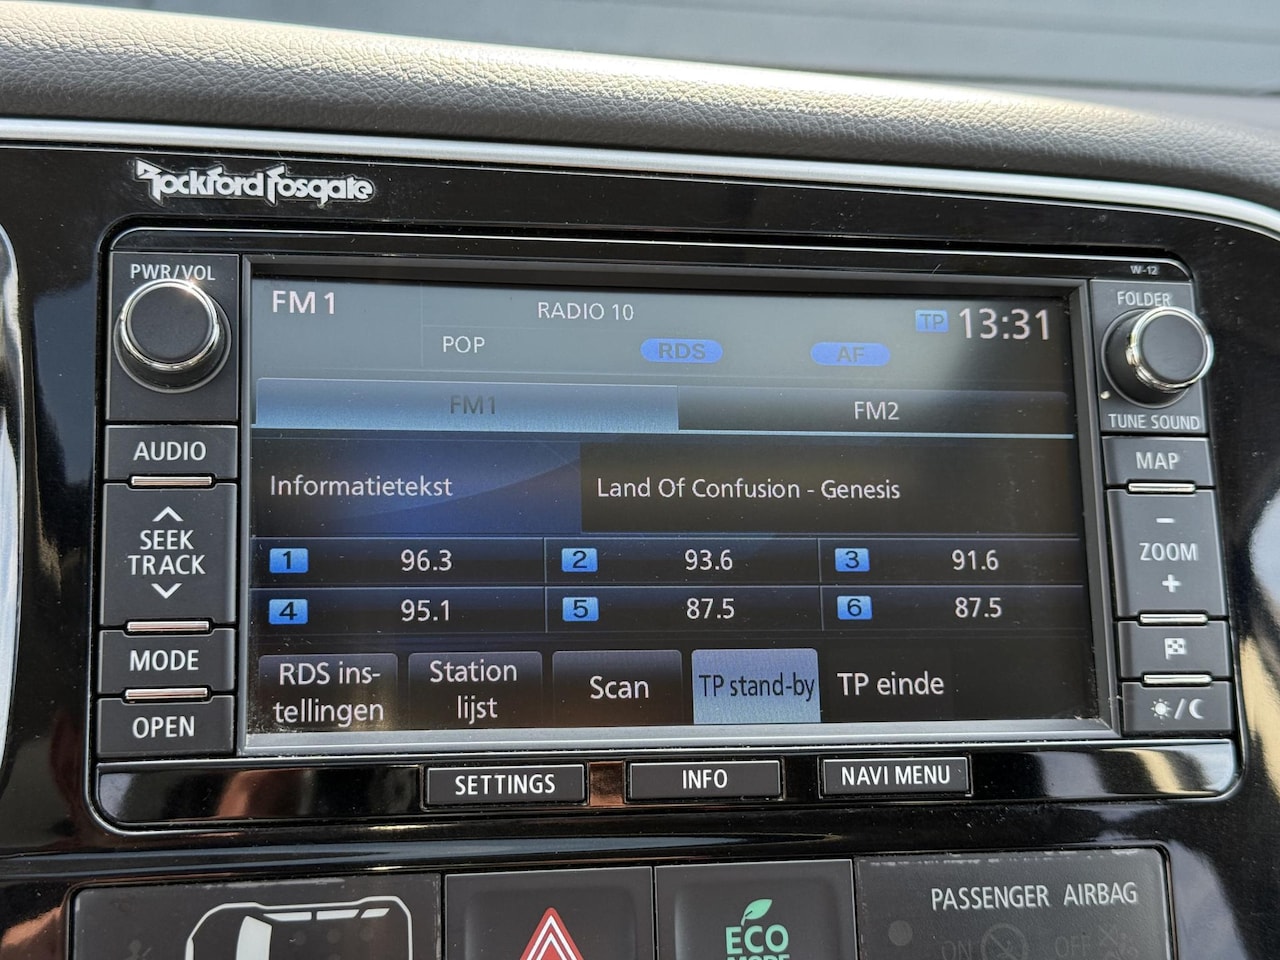 Rockford Fosgate
W-12
PWR/VOL
FOLDER
TUNE SOUND
AUDIO
SEEK
TRACK
MODE
OPEN
FM 1
RADIO 10
TP
13:31
POP
RDS
AF
FM1
FM2
Informatietekst
Land Of Confusion - Genesis
1 96.3
2 93.6
3 91.6
4 95.1
5 87.5
6 87.5
RDS ins-
tellingen
Station
lijst
Scan
TP stand-by
TP einde
MAP
-
ZOOM
+
SETTINGS
INFO
NAVI MENU
ECO
MODE
PASSENGER AIRBAG
ON
OFF